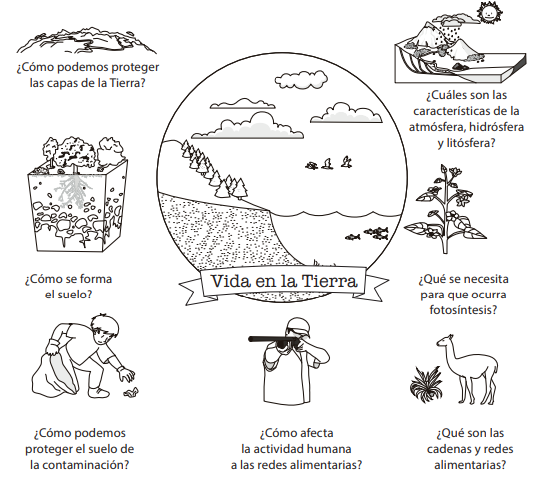 ¿Cómo podemos proteger
las capas de la Tierra?
¿Cuáles son las
características de la
atmósfera, hidrósfera
y litósfera?
Vida en la Tierra
¿Cómo se forma
el suelo?
¿Qué se necesita
para que ocurra
fotosíntesis?
¿Cómo podemos
proteger el suelo de
la contaminación?
¿Cómo afecta
la actividad humana
a las redes alimentarias?
¿Qué son las
cadenas y redes
alimentarias?